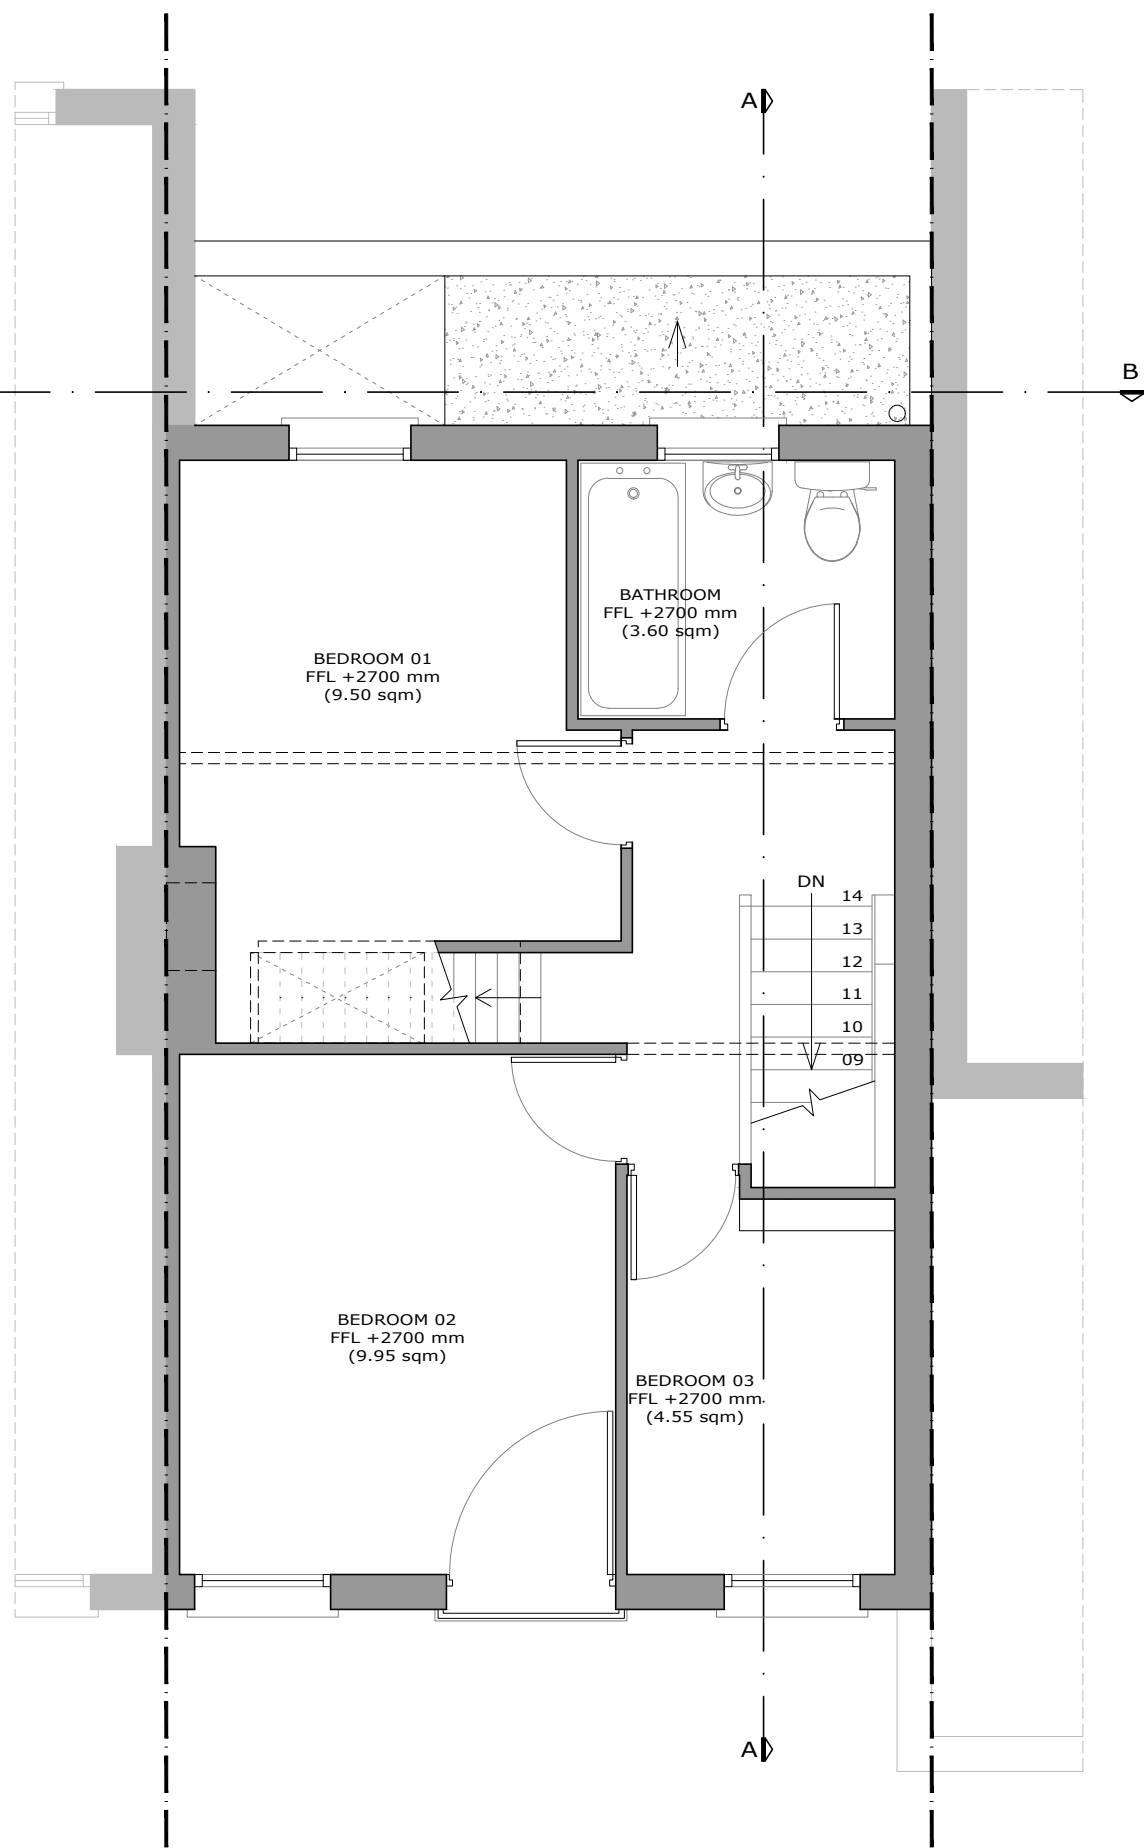 A
B
BATHROOM
FFL +2700 mm
(3.60 sqm)
BEDROOM 01
FFL +2700 mm
(9.50 sqm)
DN
14
13
12
11
10
09
BEDROOM 02
FFL +2700 mm
(9.95 sqm)
BEDROOM 03
FFL +2700 mm
(4.55 sqm)
A